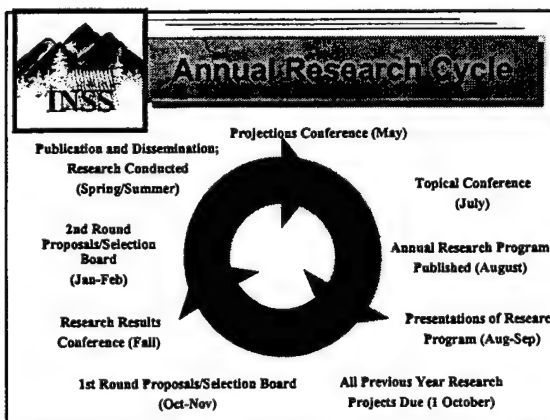 INSS
Annual Research Cycle
Projections Conference (May)
Topical Conference
(July)
Annual Research Program
Published (August)
Presentations of Resear
Program (Aug-Sep)
All Previous Year Research
Projects Due (1 October)
1st Round Proposals/Selection Board
(Oct-Nov)
Research Results
Conference (Fall)
2nd Round
Proposals/Selection
Board
(Jan-Feb)
Publication and Dissemination;
Research Conducted
(Spring/Summer)